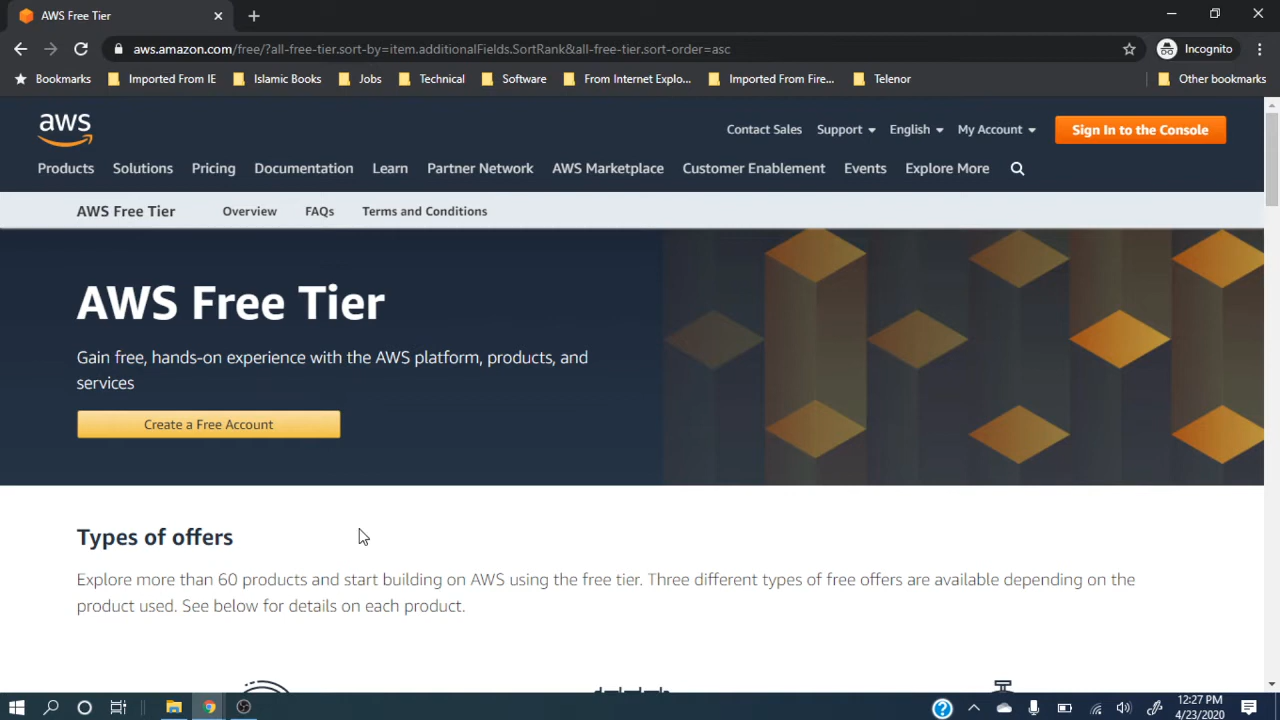 AWS Free Tier
aws.amazon.com/free/?all-free-tier.sort-by=item.additionalFields.SortRank&all-free-tier.sort-order=asc
Incognito
Bookmarks Imported From IE Islamic Books Jobs Technical Software From Internet Explo... Imported From Fire... Telenor Other bookmarks
aws
Contact Sales Support English My Account Sign In to the Console
Products Solutions Pricing Documentation Learn Partner Network AWS Marketplace Customer Enablement Events Explore More
AWS Free Tier Overview FAQs Terms and Conditions
AWS Free Tier
Gain free, hands-on experience with the AWS platform, products, and
services
Create a Free Account
Types of offers
Explore more than 60 products and start building on AWS using the free tier. Three different types of free offers are available depending on the
product used. See below for details on each product.
12:27 PM
4/23/2020